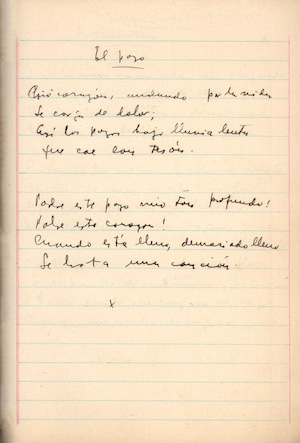 El pozo
corazón, andando por la vida
Se carga de dolor;
Así los pozos bajo lluvia lenta
que cae con tesón.
Pobre este pozo mío tan profundo!
Pobre este corazón!
Cuando está lleno, demasiado lleno
Se brota una canción.
x